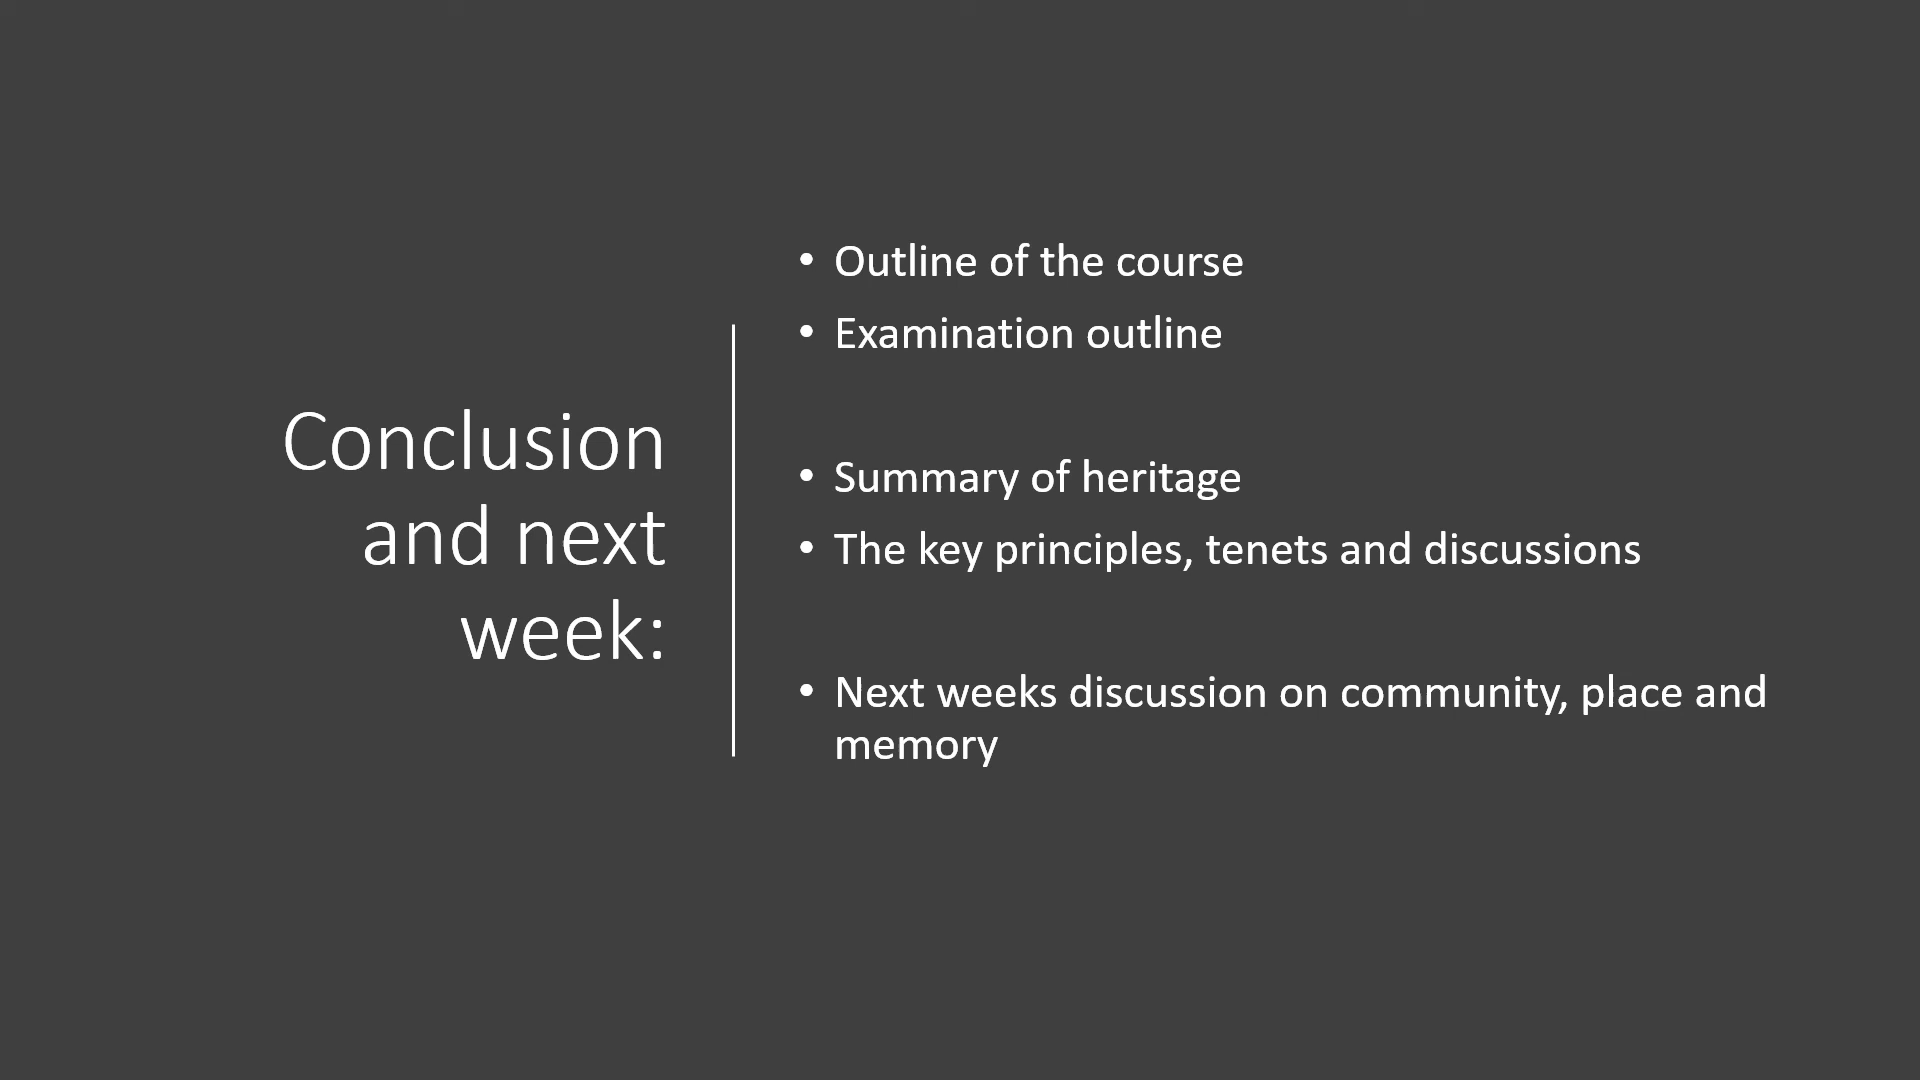 Conclusion
and next
week:
• Outline of the course
• Examination outline
• Summary of heritage
• The key principles, tenets and discussions
• Next weeks discussion on community, place and
memory